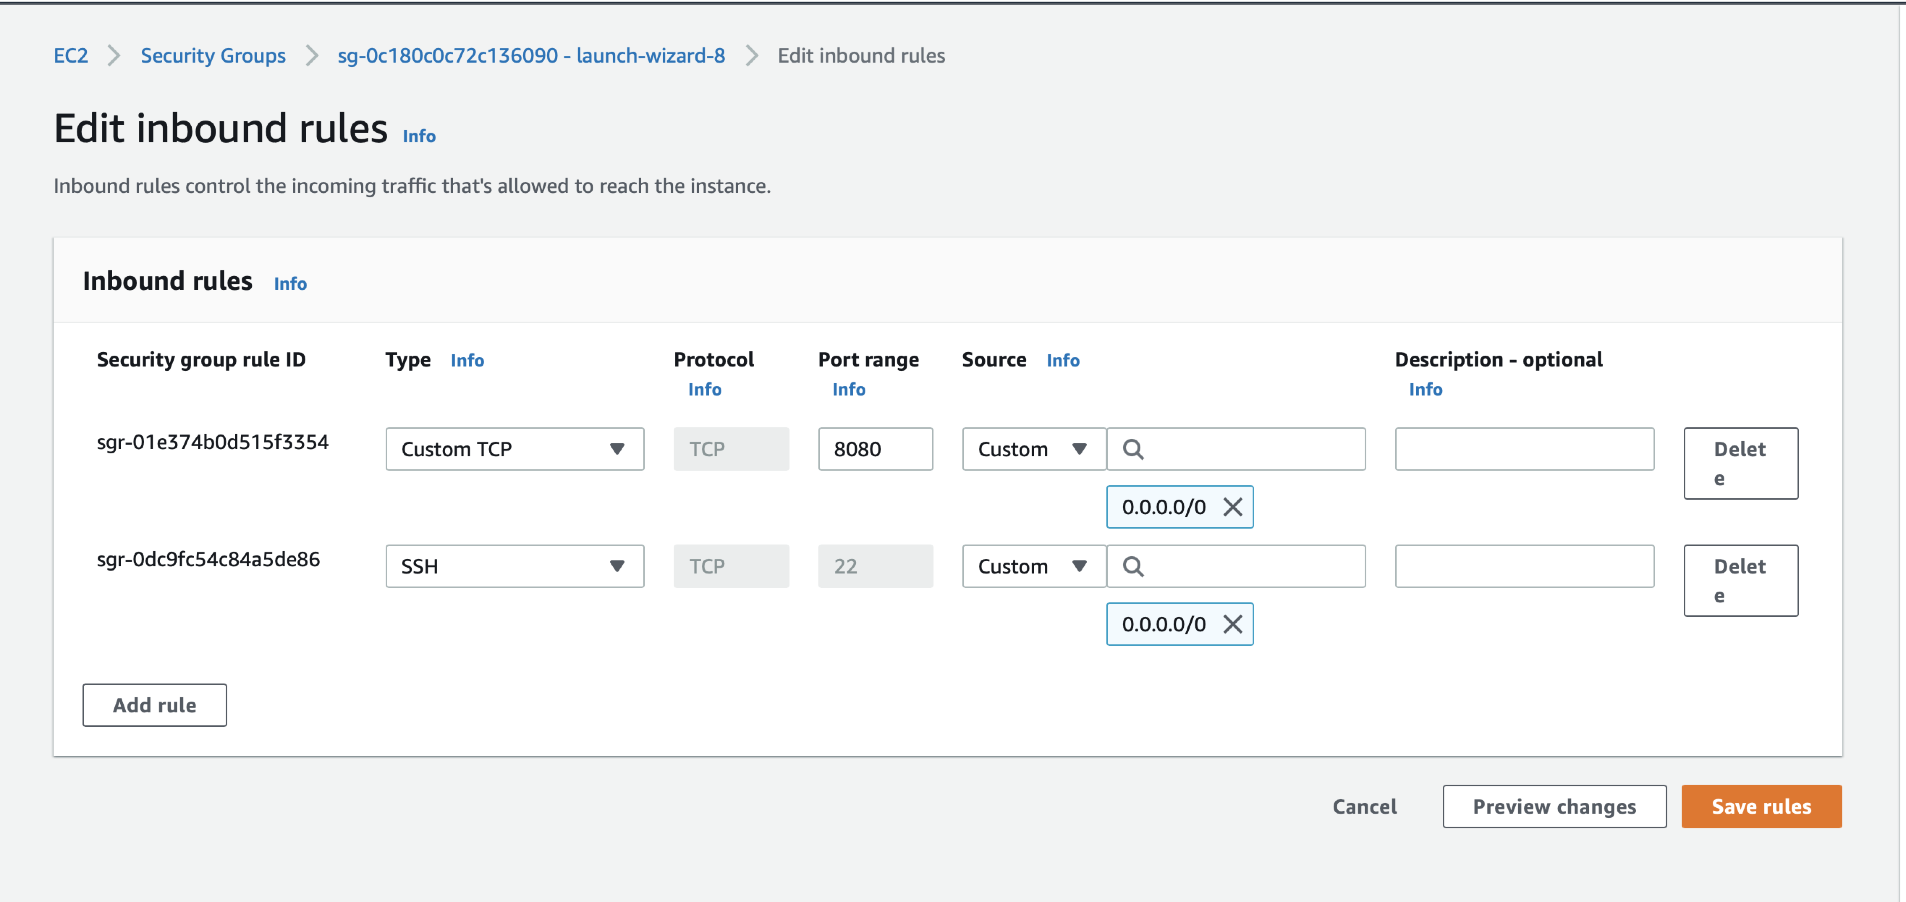 EC2 > Security Groups > sg-0c180c0c72c136090 - launch-wizard-8 > Edit inbound rules
Edit inbound rules Info
Inbound rules control the incoming traffic that's allowed to reach the instance.
Inbound rules Info
Security group rule ID Type Info Protocol Info Port range Info Source Info Description - optional Info
sgr-01e374b0d515f3354 Custom TCP TCP 8080 Custom Delete
0.0.0.0/0
sgr-0dc9fc54c84a5de86 SSH TCP 22 Custom Delete
0.0.0.0/0
Add rule
Cancel Preview changes Save rules